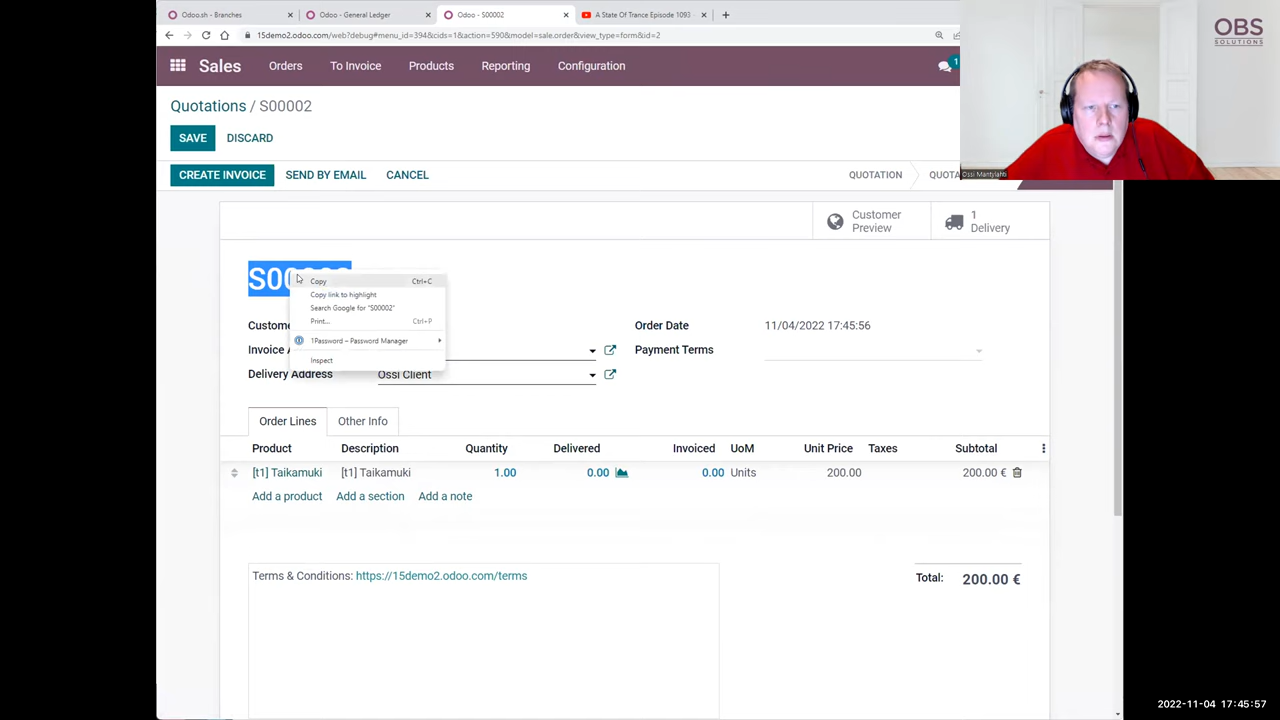 Odoo.sh - Branches
Odoo - General Ledger
Odoo - S00002
A State Of Trance Episode 1093
15demo2.odoo.com/web?debug#menu_id=394&cids=1&action=590&model=sale.order&view_type=form&id=2
Sales
Orders
To Invoice
Products
Reporting
Configuration
1
OBS
SOLUTIONS
Ossi Mantylahti
Quotations / S00002
SAVE
DISCARD
CREATE INVOICE
SEND BY EMAIL
CANCEL
QUOTATION
Customer
Preview
1
Delivery
Copy
Ctrl+C
Copy link to highlight
Search Google for "S00002"
Print...
Ctrl+P
1Password – Password Manager
Inspect
Order Date
11/04/2022 17:45:56
Payment Terms
Delivery Address
Ossi Client
Order Lines
Other Info
Product
Description
Quantity
Delivered
Invoiced
UoM
Unit Price
Taxes
Subtotal
[t1] Taikamuki
[t1] Taikamuki
1.00
0.00
0.00
Units
200.00
200.00 €
Add a product
Add a section
Add a note
Terms & Conditions: https://15demo2.odoo.com/terms
Total:
200.00 €
2022-11-04 17:45:57